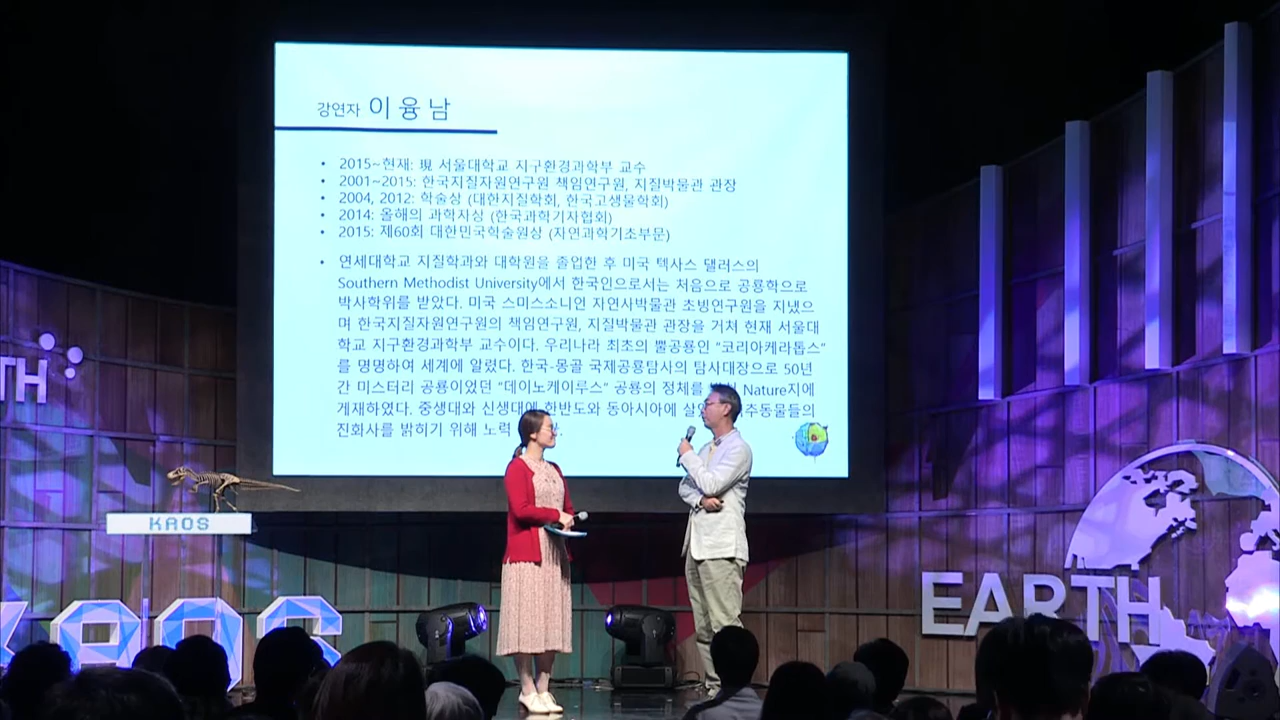 강연자 이 융 남
• 2015~현재: 現 서울대학교 지구환경과학부 교수
• 2001~2015: 한국지질자원연구원 책임연구원, 지질박물관 관장
• 2004, 2012: 학술상 (대한지질학회, 한국고생물학회)
• 2014: 올해의 과학자상 (한국과학기자협회)
• 2015: 제60회 대한민국학술원상 (자연과학기초부문)
• 연세대학교 지질학과와 대학원을 졸업한 후 미국 텍사스 댈러스의
Southern Methodist University에서 한국인으로서는 처음으로 공룡학으로
박사학위를 받았다. 미국 스미스소니언 자연사박물관 초빙연구원을 지냈으
며 한국지질자원연구원의 책임연구원, 지질박물관 관장을 거쳐 현재 서울대
학교 지구환경과학부 교수이다. 우리나라 최초의 뿔공룡인 "코리아케라톱스"
를 명명하여 세계에 알렸다. 한국-몽골 국제공룡탐사의 탐사대장으로 50년
간 미스터리 공룡이었던 "데이노케이루스" 공룡의 정체를 Nature지에
게재하였다. 중생대와 신생대에 한반도와 동아시아에
진화사를 밝히기 위해 노력
TH
KAOS
KAOS
EARTH